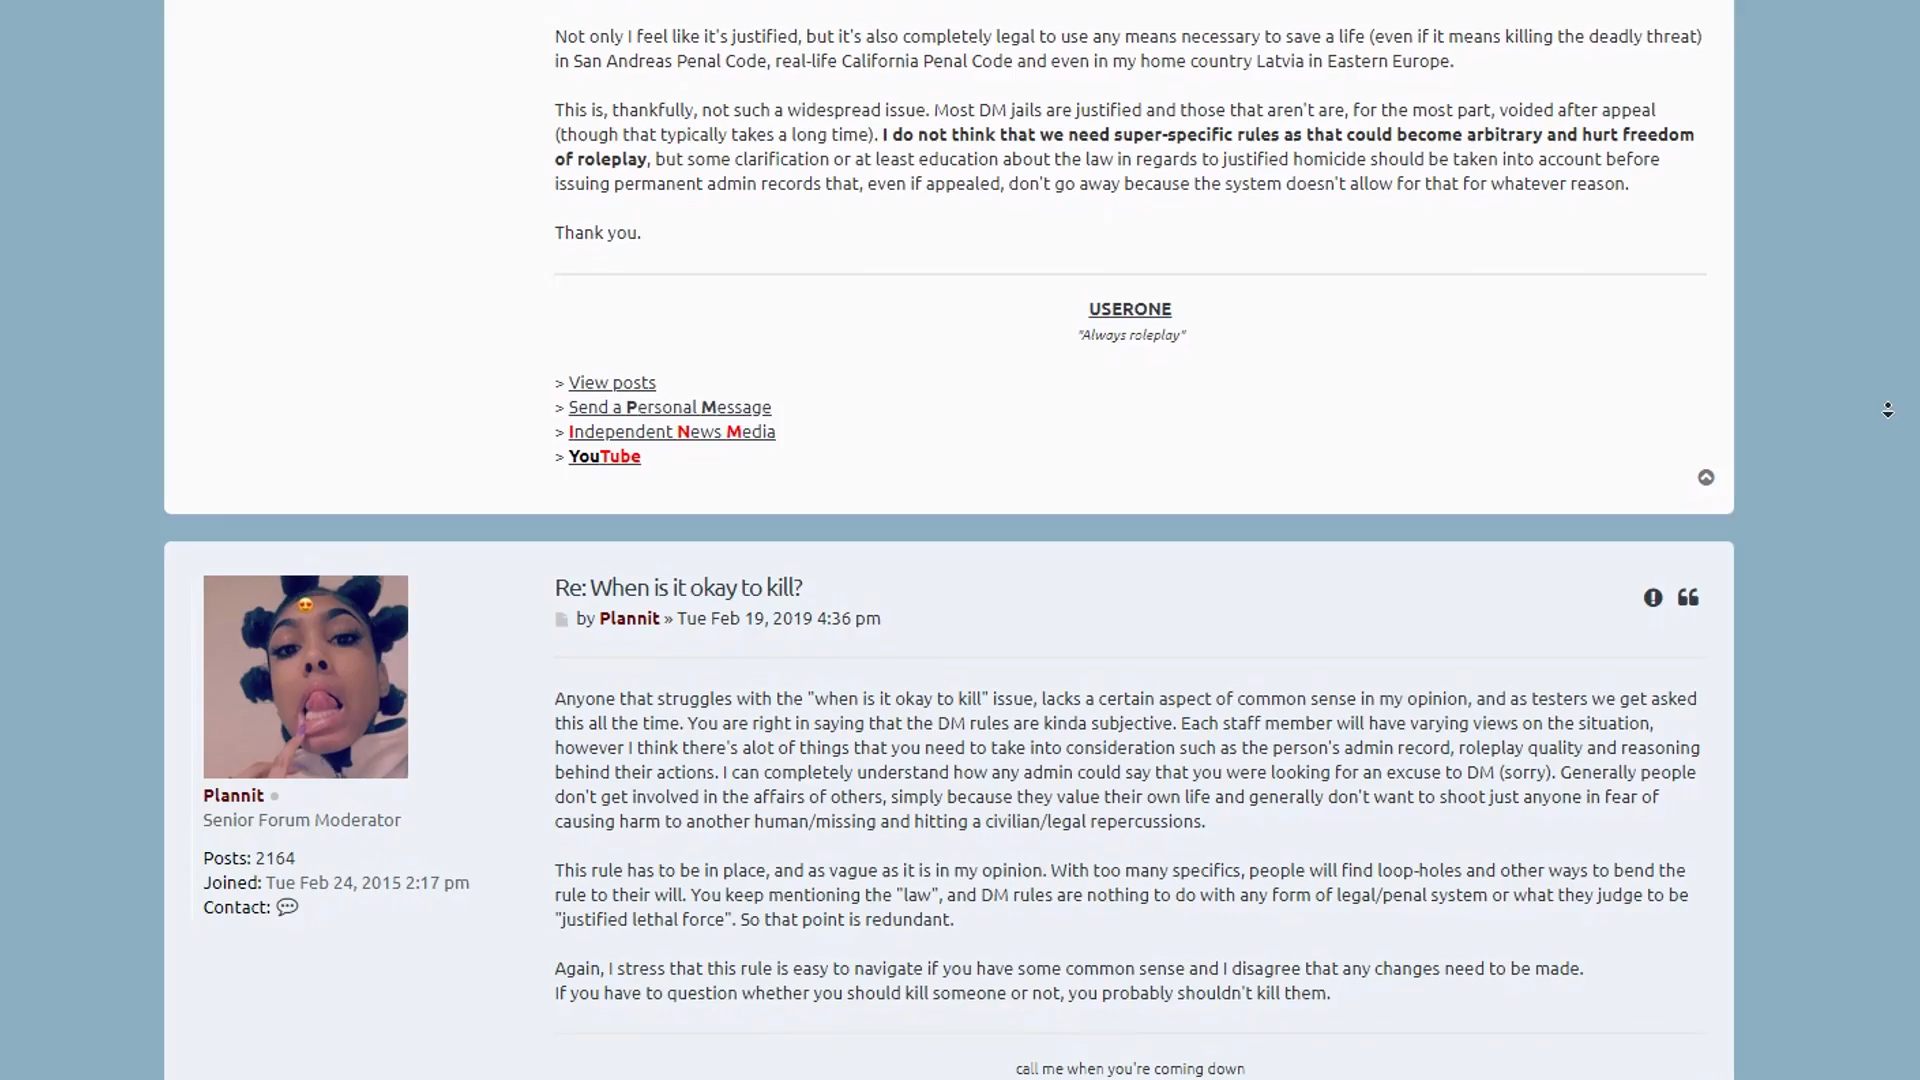 Not only I feel like it's justified, but it's also completely legal to use any means necessary to save a life (even if it means killing the deadly threat)
in San Andreas Penal Code, real-life California Penal Code and even in my home country Latvia in Eastern Europe.
This is, thankfully, not such a widespread issue. Most DM jails are justified and those that aren't are, for the most part, voided after appeal
(though that typically takes a long time). I do not think that we need super-specific rules as that could become arbitrary and hurt freedom
of roleplay, but some clarification or at least education about the law in regards to justified homicide should be taken into account before
issuing permanent admin records that, even if appealed, don't go away because the system doesn't allow for that for whatever reason.
Thank you.
USERONE
"Always roleplay"
> View posts
> Send a Personal Message
> Independent News Media
> YouTube
Re: When is it okay to kill?
by Plannit » Tue Feb 19, 2019 4:36 pm
Anyone that struggles with the "when is it okay to kill" issue, lacks a certain aspect of common sense in my opinion, and as testers we get asked
this all the time. You are right in saying that the DM rules are kinda subjective. Each staff member will have varying views on the situation,
however I think there's alot of things that you need to take into consideration such as the person's admin record, roleplay quality and reasoning
behind their actions. I can completely understand how any admin could say that you were looking for an excuse to DM (sorry). Generally people
don't get involved in the affairs of others, simply because they value their own life and generally don't want to shoot just anyone in fear of
causing harm to another human/missing and hitting a civilian/legal repercussions.
This rule has to be in place, and as vague as it is in my opinion. With too many specifics, people will find loop-holes and other ways to bend the
rule to their will. You keep mentioning the "law", and DM rules are nothing to do with any form of legal/penal system or what they judge to be
"justified lethal force". So that point is redundant.
Again, I stress that this rule is easy to navigate if you have some common sense and I disagree that any changes need to be made.
If you have to question whether you should kill someone or not, you probably shouldn't kill them.
call me when you're coming down
Plannit
Senior Forum Moderator
Posts: 2164
Joined: Tue Feb 24, 2015 2:17 pm
Contact: